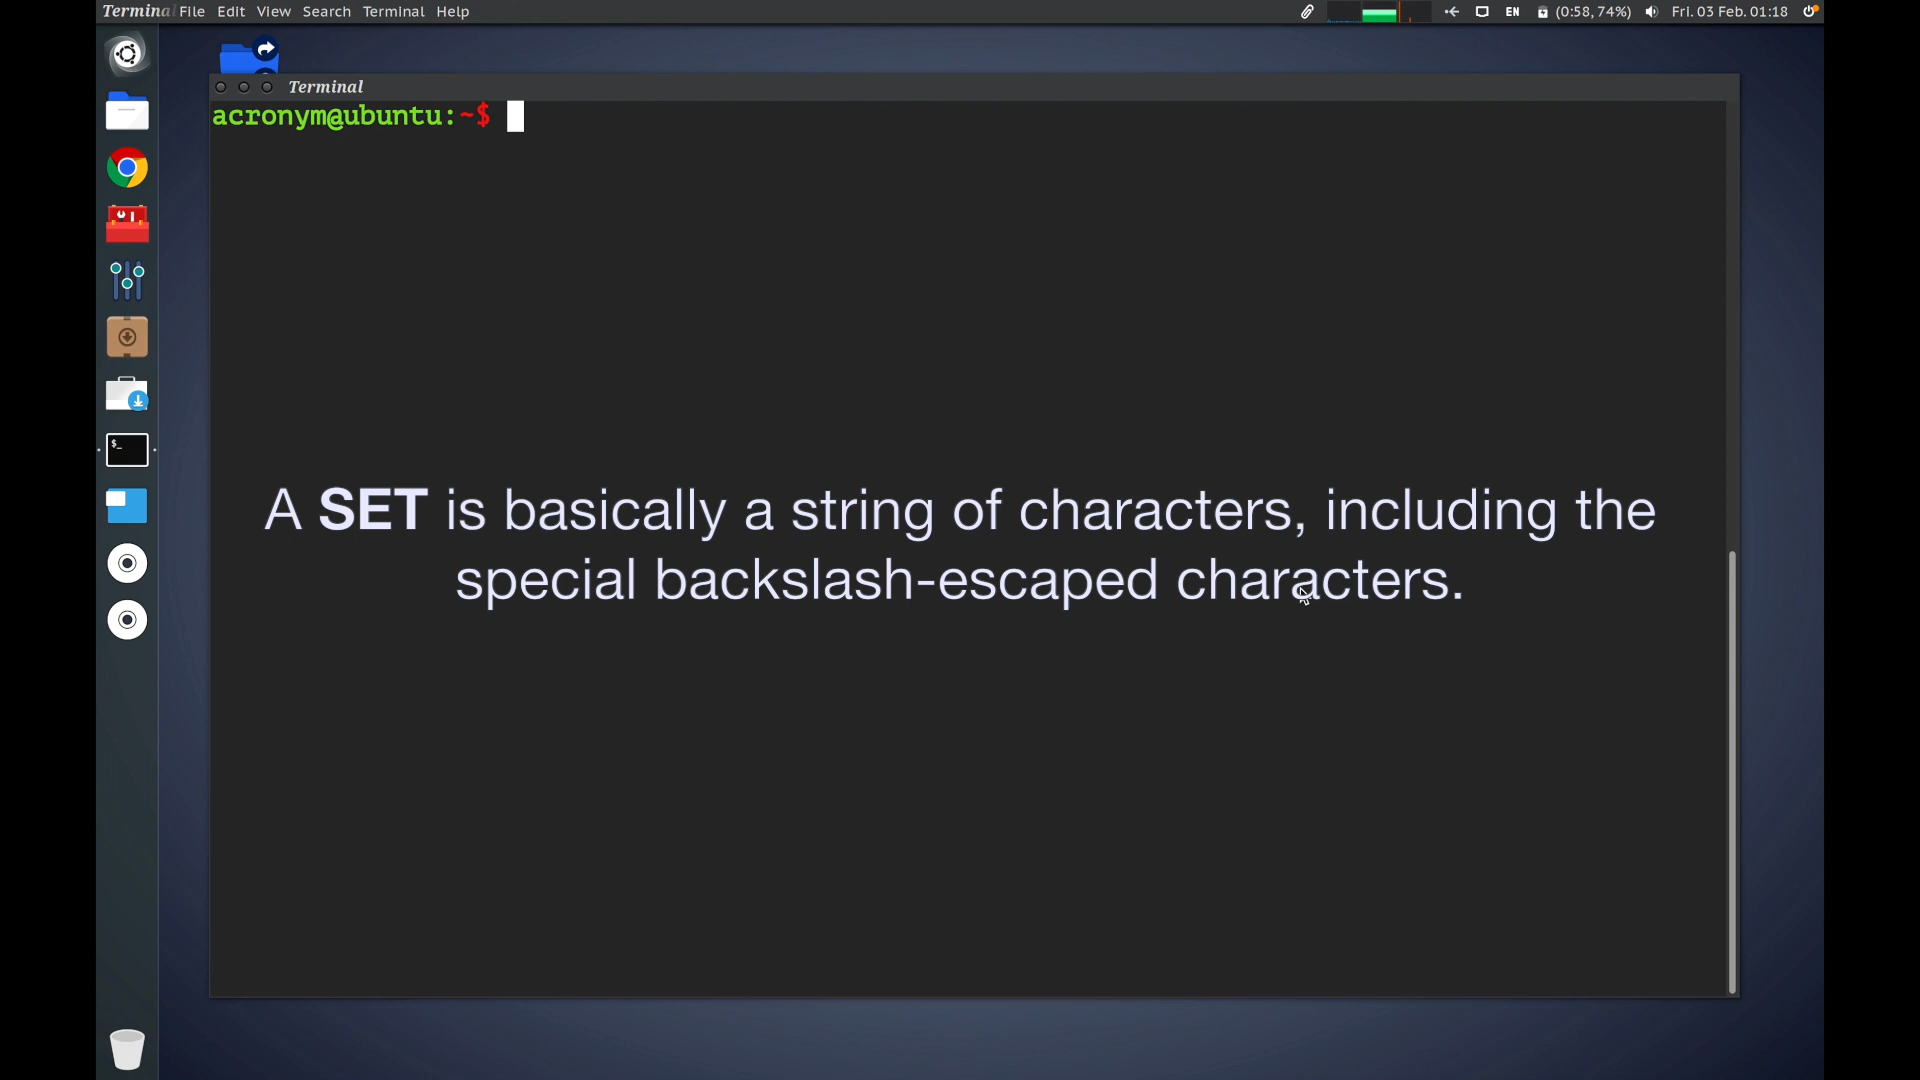 Terminal File Edit View Search Terminal Help
EN (0:58, 74%) Fri. 03 Feb. 01:18
Terminal
acronym@ubuntu:~$
$_
A SET is basically a string of characters, including the
special backslash-escaped characters.